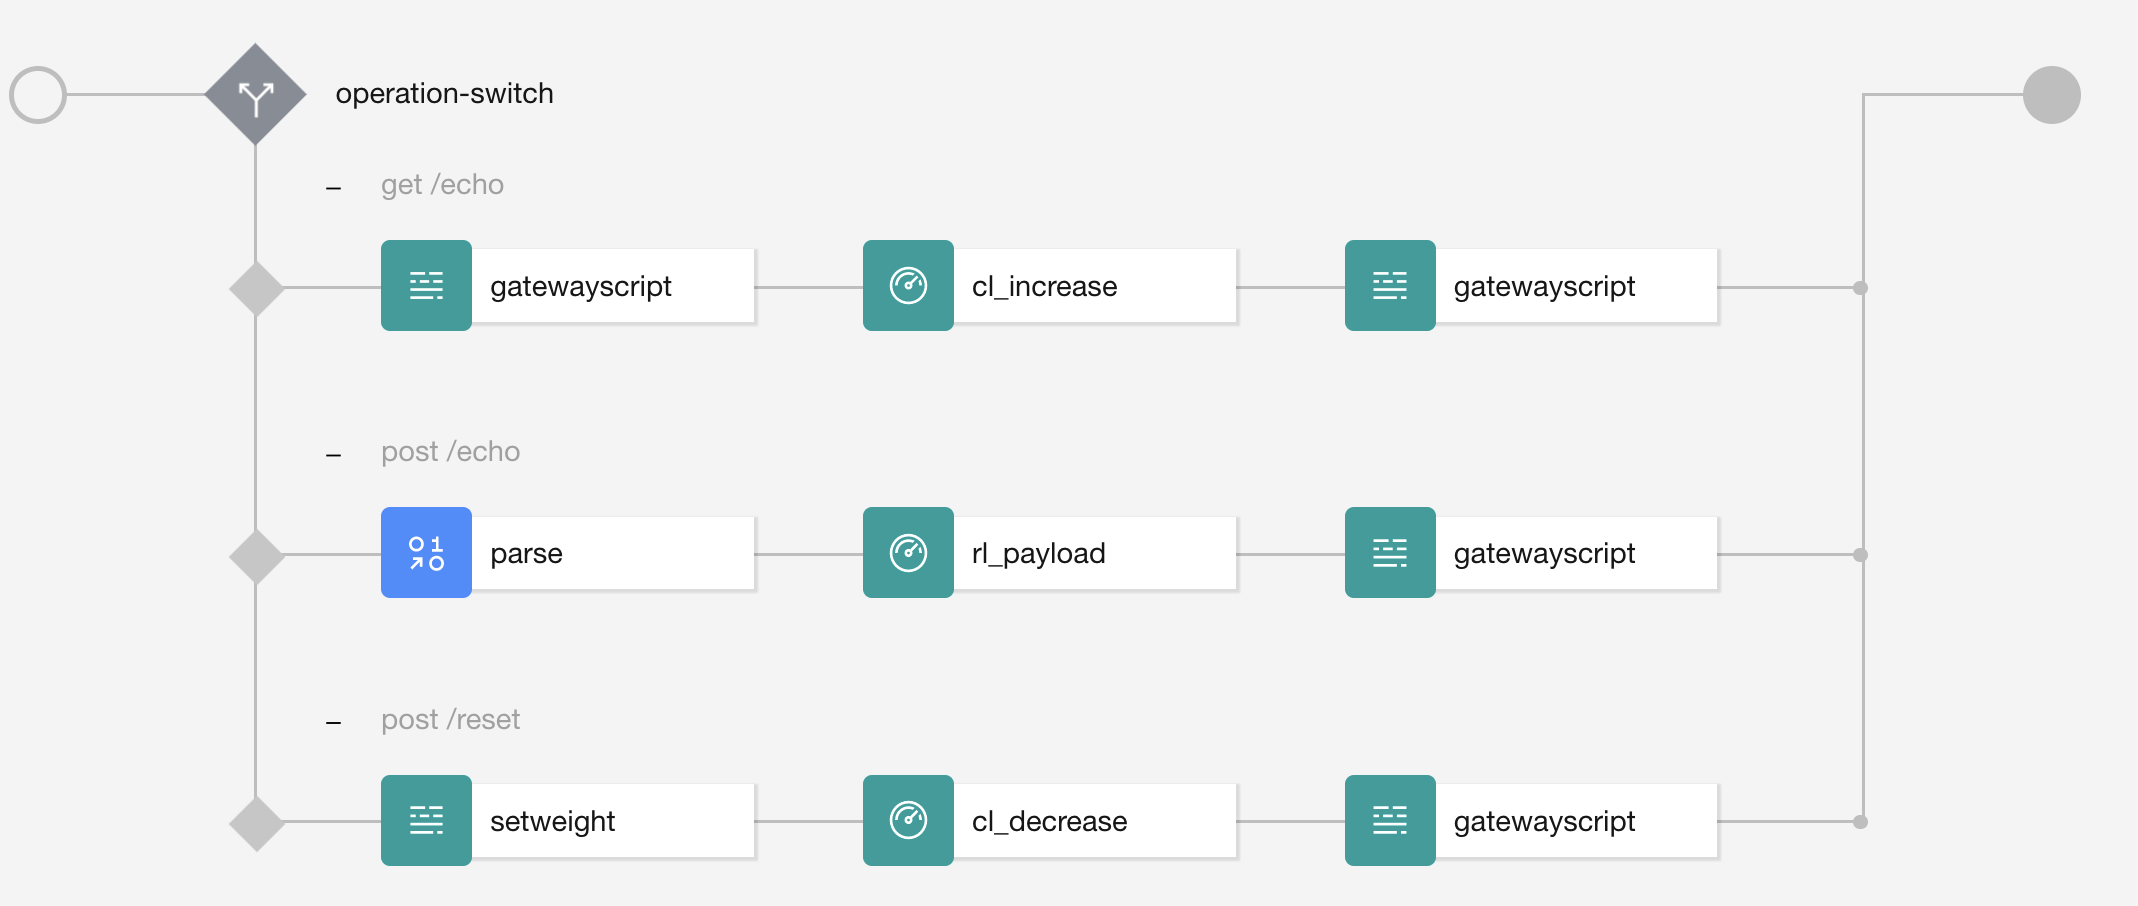 operation-switch
get /echo
gatewayscript
cl_increase
gatewayscript
post /echo
parse
rl_payload
gatewayscript
post /reset
setweight
cl_decrease
gatewayscript